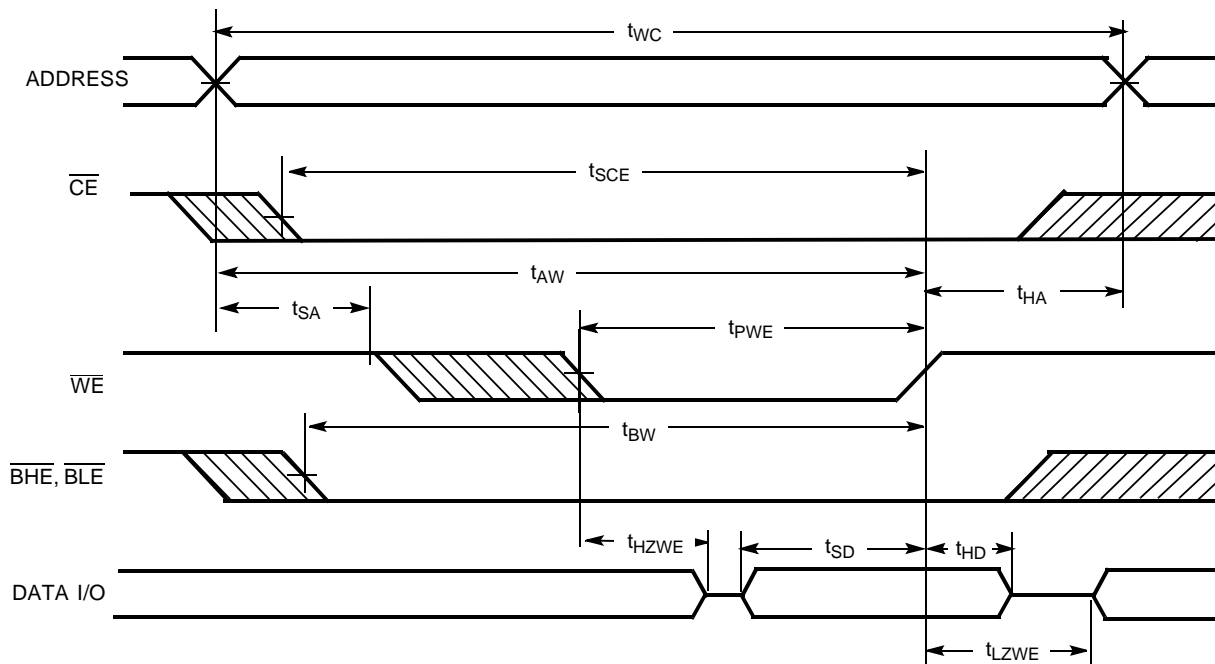 tWC
ADDRESS
tSCE
CE
tAW
tSA
tHA
tPWE
WE
tBW
BHE, BLE
tHZWE
tSD
tHD
DATA I/O
tLZWE